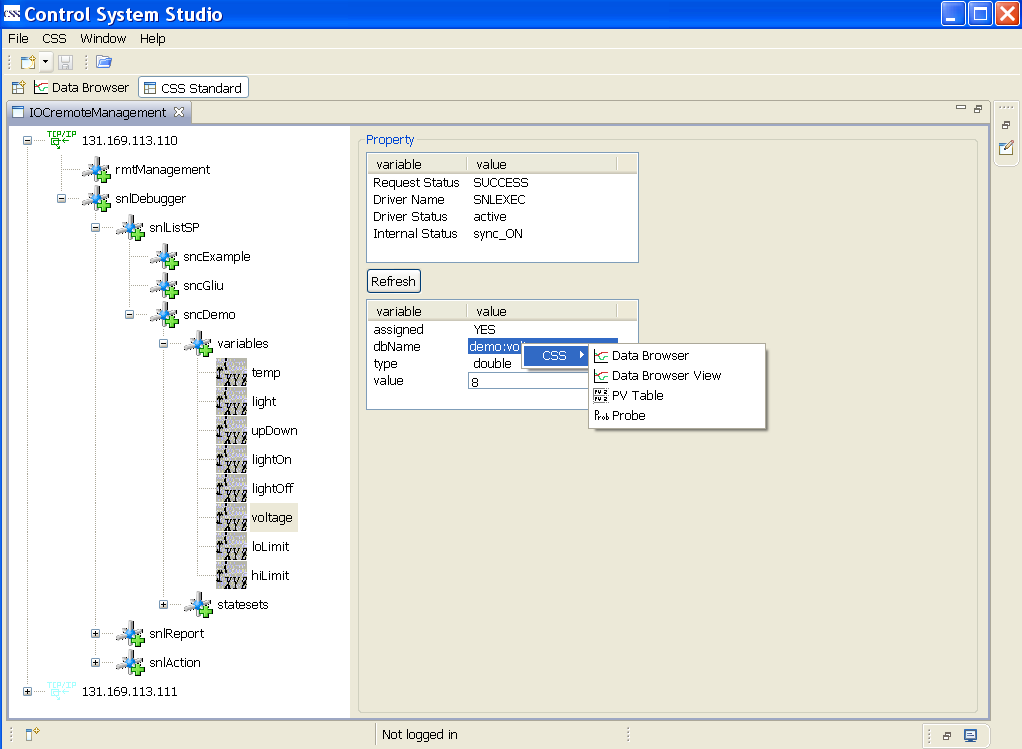 CSS Control System Studio
File CSS Window Help
Data Browser CSS Standard
IOCremoteManagement
TCP/IP 131.169.113.110
rmtManagement
snlDebugger
snlListSP
sncExample
sncGliu
sncDemo
variables
temp
light
upDown
lightOn
lightOff
voltage
loLimit
hiLimit
statesets
snlReport
snlAction
TCP/IP 131.169.113.111
Property
variable value
Request Status SUCCESS
Driver Name SNLEXEC
Driver Status active
Internal Status sync_ON
Refresh
variable value
assigned YES
dbName demo:vol
type double
value 8
CSS
Data Browser
Data Browser View
PV Table
Prob Probe
Not logged in